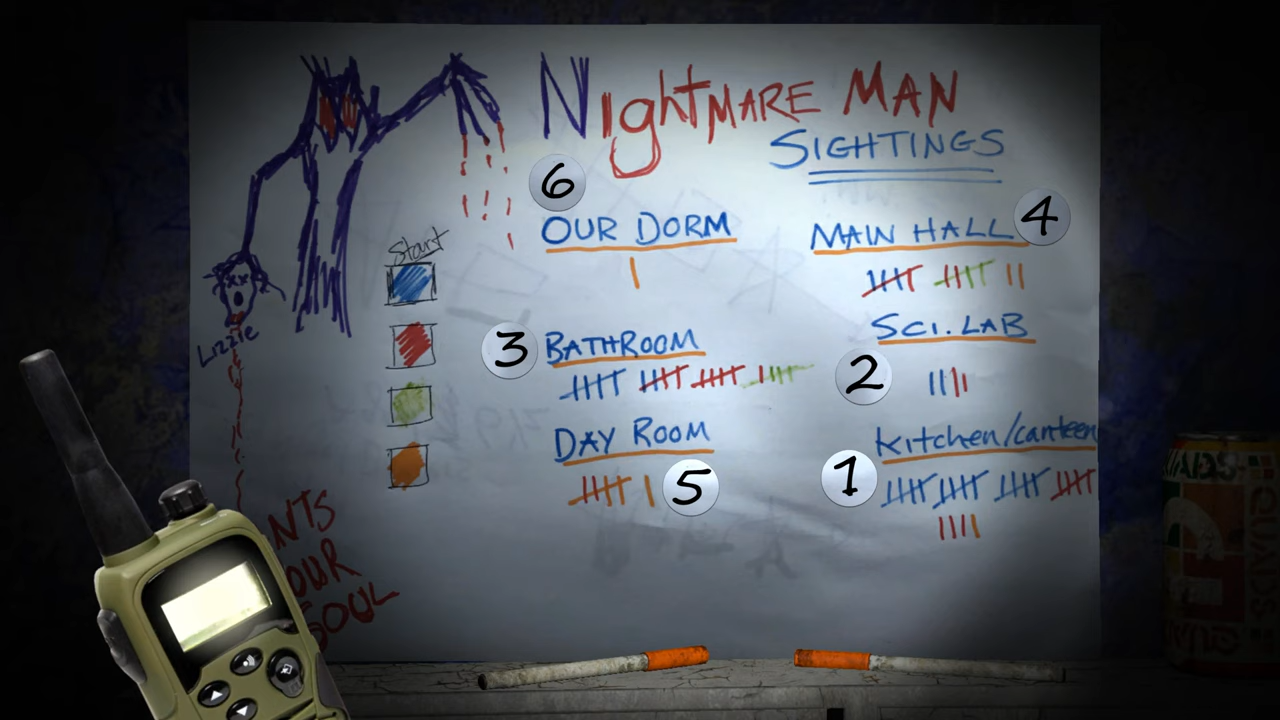 NightMARE MAN
SIGHTINGS
6
OUR DORM
MAIN HALL
4
Start
3
BATHROOM
SCI. LAB
2
Lizzie
DAY ROOM
5
Kitchen/canteen
1
NTS
OUR
SOUL